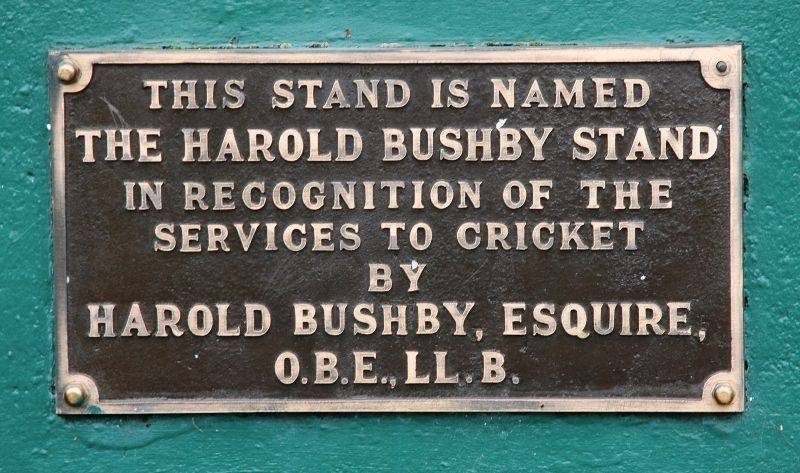 THIS STAND IS NAMED
THE HAROLD BUSHBY STAND
IN RECOGNITION OF THE
SERVICES TO CRICKET
BY
HAROLD BUSHBY, ESQUIRE,
O.B.E., LL.B.